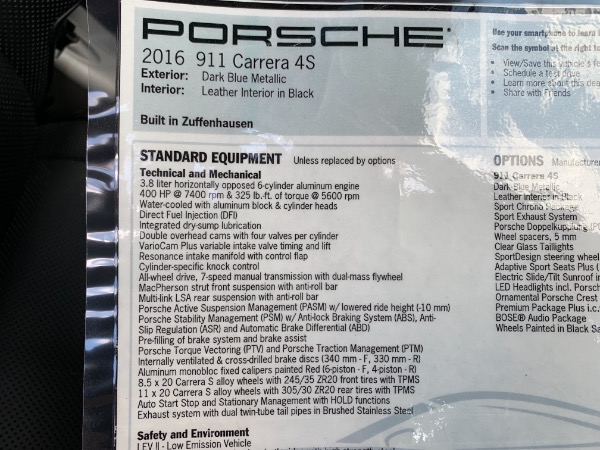 PORSCHE
2016 911 Carrera 4S
Exterior: Dark Blue Metallic
Interior: Leather Interior in Black
Built in Zuffenhausen
Use your smartphone to learn
Scan the symbol at the right to
• View/Save this vehicle's fe
• Schedule a test drive
• Learn more about this dea
• Share with Friends
STANDARD EQUIPMENT Unless replaced by options
Technical and Mechanical
3.8 liter horizontally opposed 6-cylinder aluminum engine
400 HP @ 7400 rpm & 325 lb.ft. of torque @ 5600 rpm
Water-cooled with aluminum block & cylinder heads
Direct Fuel Injection (DFI)
Integrated dry-sump lubrication
Double overhead cams with four valves per cylinder
VarioCam Plus variable intake valve timing and lift
Resonance intake manifold with control flap
Cylinder-specific knock control
All-wheel drive, 7-speed manual transmission with dual-mass flywheel
MacPherson strut front suspension with anti-roll bar
Multi-link LSA rear suspension with anti-roll bar
Porsche Active Suspension Management (PASM) w/ lowered ride height (-10 mm)
Porsche Stability Management (PSM) w/ Anti-lock Braking System (ABS), Anti-
Slip Regulation (ASR) and Automatic Brake Differential (ABD)
Pre-filling of brake system and brake assist
Porsche Torque Vectoring (PTV) and Porsche Traction Management (PTM)
Internally ventilated & cross-drilled brake discs (340 mm - F, 330 mm - R)
Aluminum monobloc fixed calipers painted Red (6-piston - F, 4-piston - R)
8.5 x 20 Carrera S alloy wheels with 245/35 ZR20 front tires with TPMS
11 x 20 Carrera S alloy wheels with 305/30 ZR20 rear tires with TPMS
Auto Start Stop and Stationary Management with HOLD functions
Exhaust system with dual twin-tube tail pipes in Brushed Stainless Steel
Safety and Environment
LEV II - Low Emission Vehicle
OPTIONS Manufacturer
911 Carrera 4S
Dark Blue Metallic
Leather Interior in Black
Sport Chrono Package
Sport Exhaust System
Porsche Doppelkupplung (PD
Wheel spacers, 5 mm
Clear Glass Taillights
SportDesign steering wheel
Adaptive Sport Seats Plus (
Electric Slide/Tilt Sunroof i
LED Headlights incl. Porsch
Ornamental Porsche Crest
Premium Package Plus i.c.
BOSE® Audio Package
Wheels Painted in Black Sa